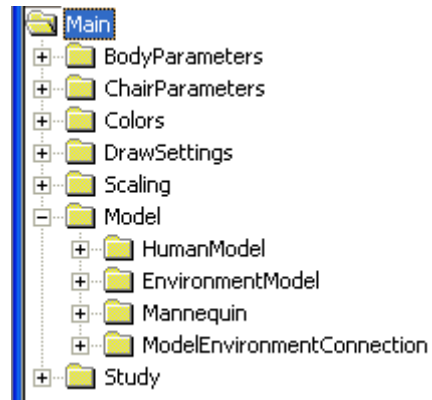 Main
BodyParameters
ChairParameters
Colors
DrawSettings
Scaling
Model
HumanModel
EnvironmentModel
Mannequin
ModelEnvironmentConnection
Study